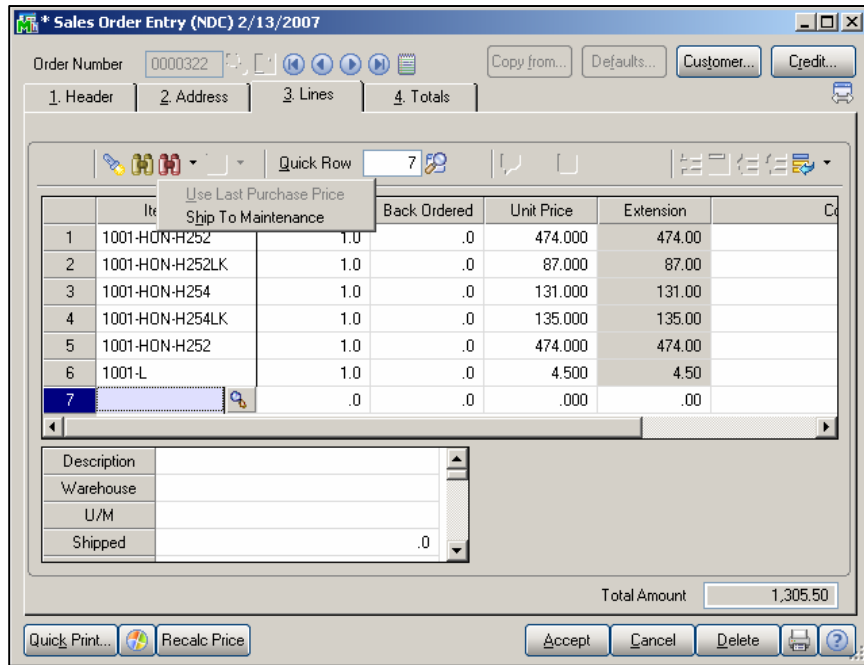 * Sales Order Entry (NDC) 2/13/2007
Order Number 0000322 Copy from... Defaults... Customer... Credit...
1. Header 2. Address 3. Lines 4. Totals
Quick Row 7
Use Last Purchase Price
Ship To Maintenance
Ite Back Ordered Unit Price Extension Co
1 1001-HON-H252 1.0 .0 474.000 474.00
2 1001-HON-H252LK 1.0 .0 87.000 87.00
3 1001-HON-H254 1.0 .0 131.000 131.00
4 1001-HON-H254LK 1.0 .0 135.000 135.00
5 1001-HON-H252 1.0 .0 474.000 474.00
6 1001-L 1.0 .0 4.500 4.50
7 .0 .0 .000 .00
Description
Warehouse
U/M
Shipped .0
Total Amount 1,305.50
Quick Print... Recalc Price Accept Cancel Delete